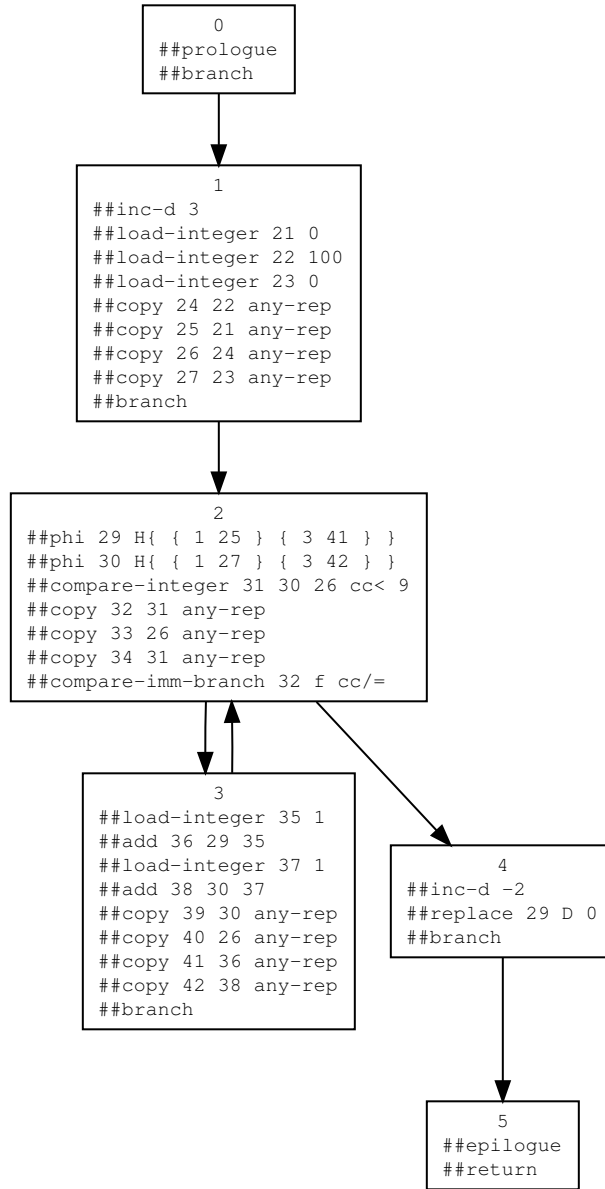 0
##prologue
##branch
1
##inc-d 3
##load-integer 21 0
##load-integer 22 100
##load-integer 23 0
##copy 24 22 any-rep
##copy 25 21 any-rep
##copy 26 24 any-rep
##copy 27 23 any-rep
##branch
2
##phi 29 H{ { 1 25 } { 3 41 } }
##phi 30 H{ { 1 27 } { 3 42 } }
##compare-integer 31 30 26 cc< 9
##copy 32 31 any-rep
##copy 33 26 any-rep
##copy 34 31 any-rep
##compare-imm-branch 32 f cc/=
3
##load-integer 35 1
##add 36 29 35
##load-integer 37 1
##add 38 30 37
##copy 39 30 any-rep
##copy 40 26 any-rep
##copy 41 36 any-rep
##copy 42 38 any-rep
##branch
4
##inc-d -2
##replace 29 D 0
##branch
5
##epilogue
##return